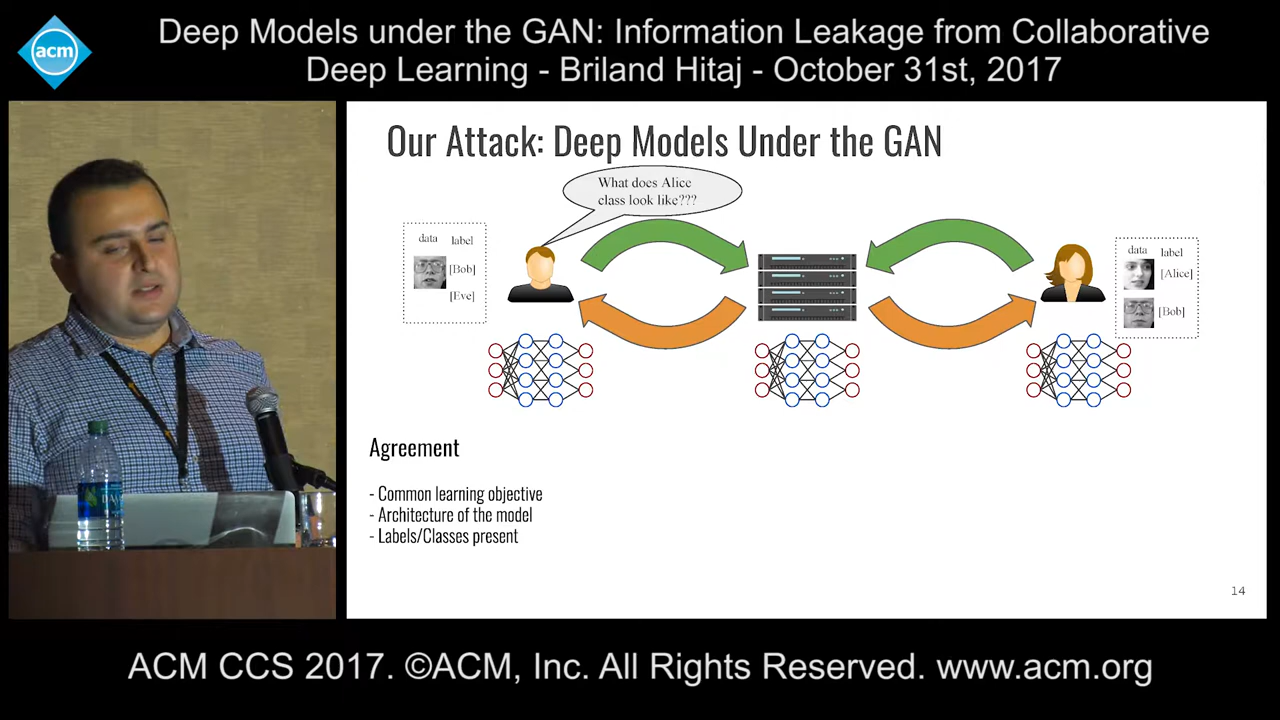 acm
Deep Models under the GAN: Information Leakage from Collaborative
Deep Learning - Briland Hitaj - October 31st, 2017
Our Attack: Deep Models Under the GAN
What does Alice
class look like???
data label
[Bob]
[Eve]
data label
[Alice]
[Bob]
Agreement
- Common learning objective
- Architecture of the model
- Labels/Classes present
14
ACM CCS 2017. ©ACM, Inc. All Rights Reserved. www.acm.org